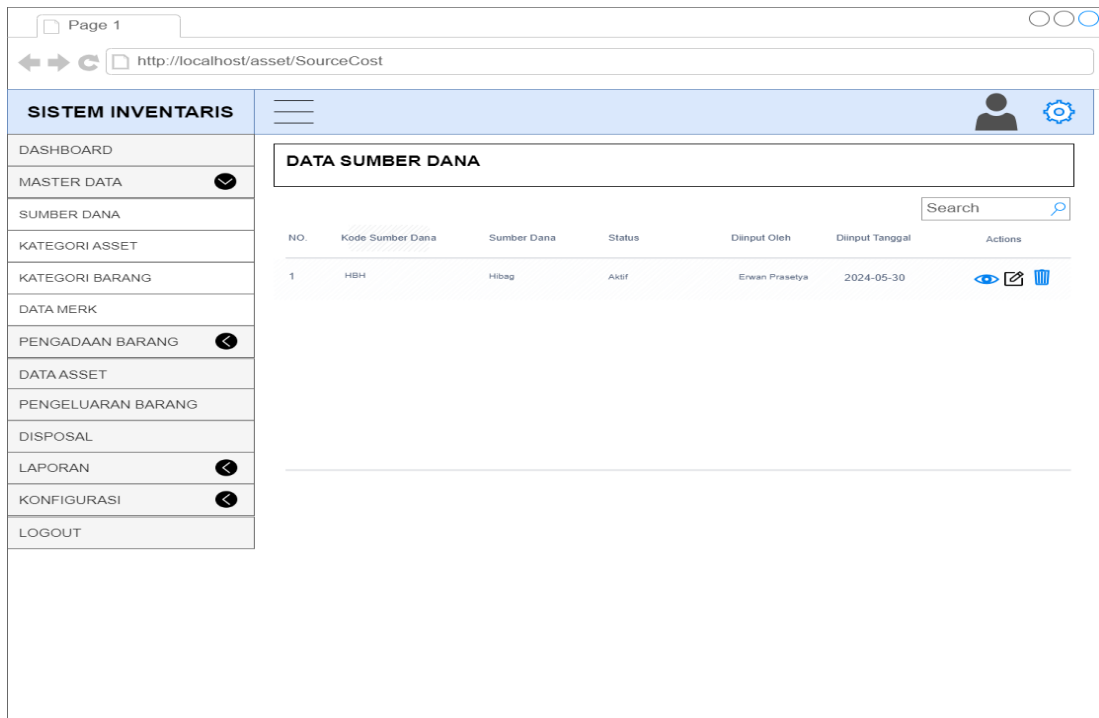 Page 1
http://localhost/asset/SourceCost
SISTEM INVENTARIS
DASHBOARD
MASTER DATA
SUMBER DANA
KATEGORI ASSET
KATEGORI BARANG
DATA MERK
PENGADAAN BARANG
DATA ASSET
PENGELUARAN BARANG
DISPOSAL
LAPORAN
KONFIGURASI
LOGOUT
DATA SUMBER DANA
Search
NO. Kode Sumber Dana Sumber Dana Status Diinput Oleh Diinput Tanggal Actions
1 HBH Hibag Aktif Erwan Prasetya 2024-05-30